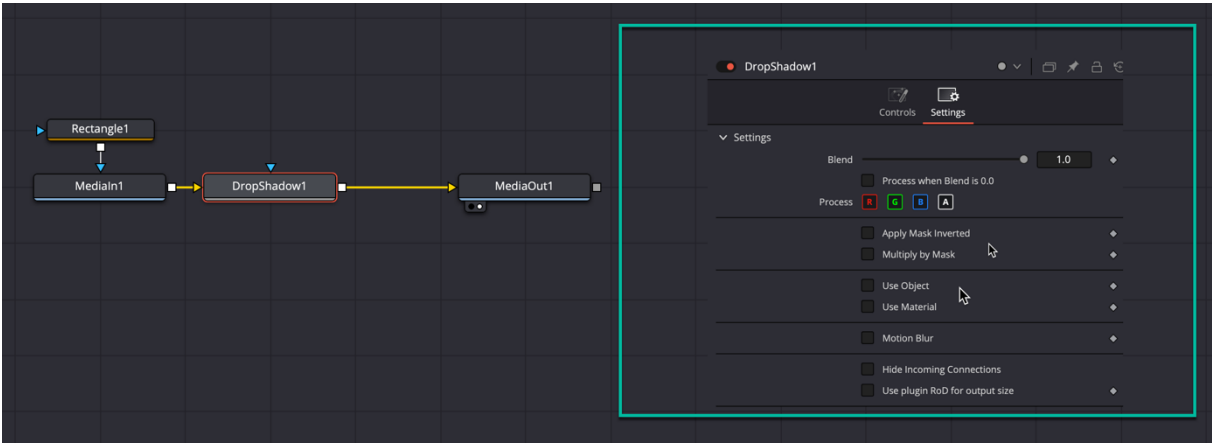 Rectangle1
MediaIn1
DropShadow1
MediaOut1
DropShadow1
Controls Settings
Settings
Blend 1.0
Process when Blend is 0.0
Process R G B A
Apply Mask Inverted
Multiply by Mask
Use Object
Use Material
Motion Blur
Hide Incoming Connections
Use plugin RoD for output size